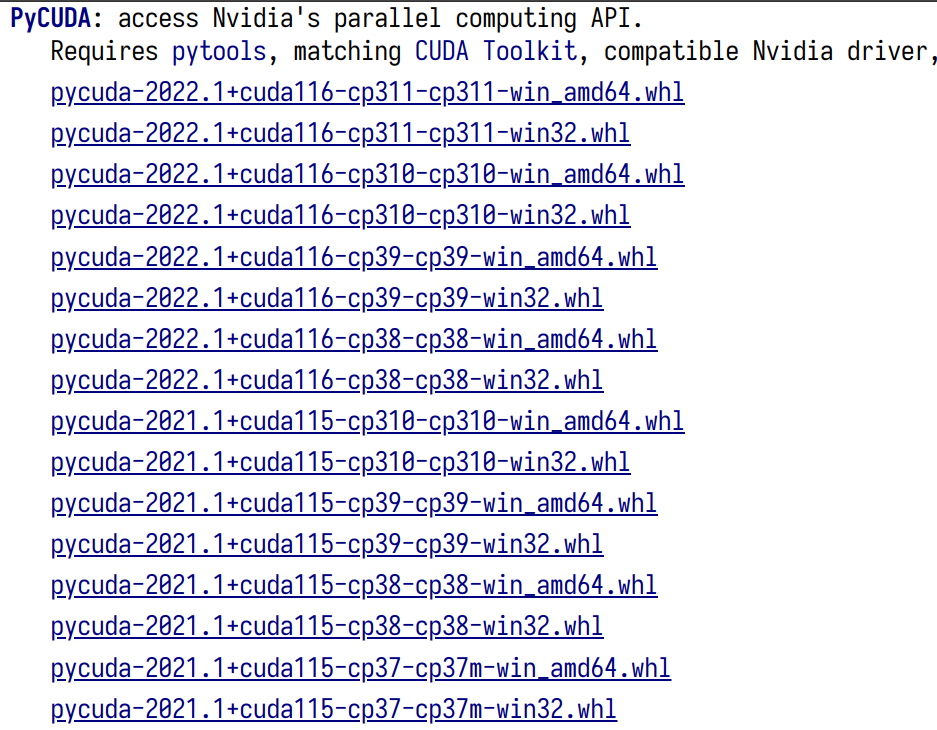 PyCUDA: access Nvidia's parallel computing API.
Requires pytools, matching CUDA Toolkit, compatible Nvidia driver,
pycuda-2022.1+cuda116-cp311-cp311-win_amd64.whl
pycuda-2022.1+cuda116-cp311-cp311-win32.whl
pycuda-2022.1+cuda116-cp310-cp310-win_amd64.whl
pycuda-2022.1+cuda116-cp310-cp310-win32.whl
pycuda-2022.1+cuda116-cp39-cp39-win_amd64.whl
pycuda-2022.1+cuda116-cp39-cp39-win32.whl
pycuda-2022.1+cuda116-cp38-cp38-win_amd64.whl
pycuda-2022.1+cuda116-cp38-cp38-win32.whl
pycuda-2021.1+cuda115-cp310-cp310-win_amd64.whl
pycuda-2021.1+cuda115-cp310-cp310-win32.whl
pycuda-2021.1+cuda115-cp39-cp39-win_amd64.whl
pycuda-2021.1+cuda115-cp39-cp39-win32.whl
pycuda-2021.1+cuda115-cp38-cp38-win_amd64.whl
pycuda-2021.1+cuda115-cp38-cp38-win32.whl
pycuda-2021.1+cuda115-cp37-cp37m-win_amd64.whl
pycuda-2021.1+cuda115-cp37-cp37m-win32.whl